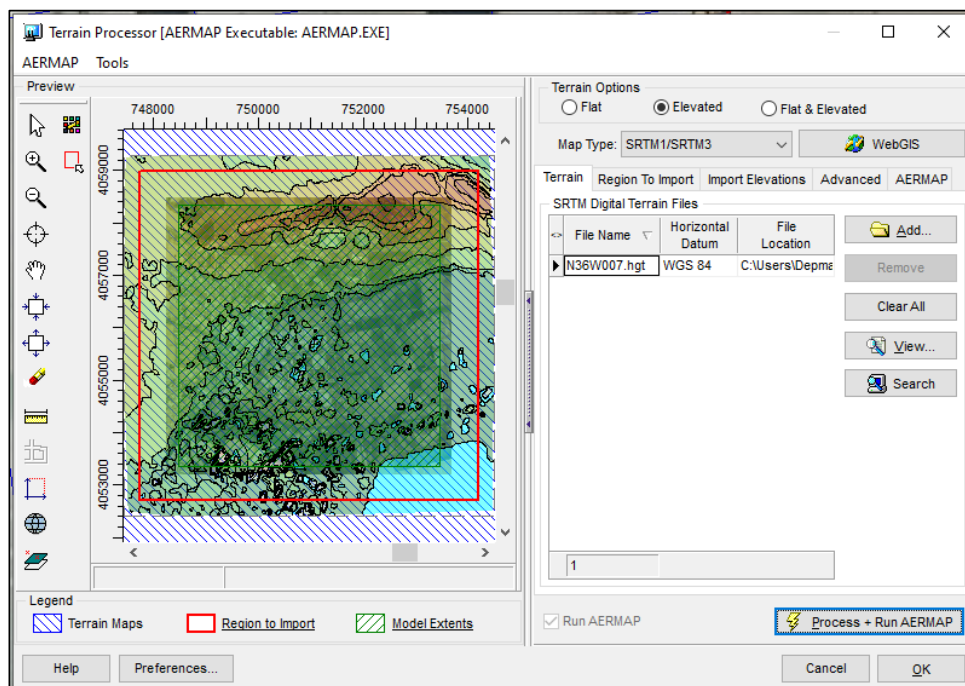 Terrain Processor [AERMAP Executable: AERMAP.EXE]
AERMAP Tools
Preview
748000 750000 752000 754000
4059000
4057000
4055000
4053000
Legend
Terrain Maps
Region to Import
Model Extents
Terrain Options
Flat
Elevated
Flat & Elevated
Map Type: SRTM1/SRTM3
WebGIS
Terrain Region To Import Import Elevations Advanced AERMAP
SRTM Digital Terrain Files
<> File Name Horizontal Datum File Location
N36W007.hgt WGS 84 C:\Users\Depma
1
Add...
Remove
Clear All
View...
Search
Run AERMAP
Process + Run AERMAP
Help
Preferences...
Cancel
OK